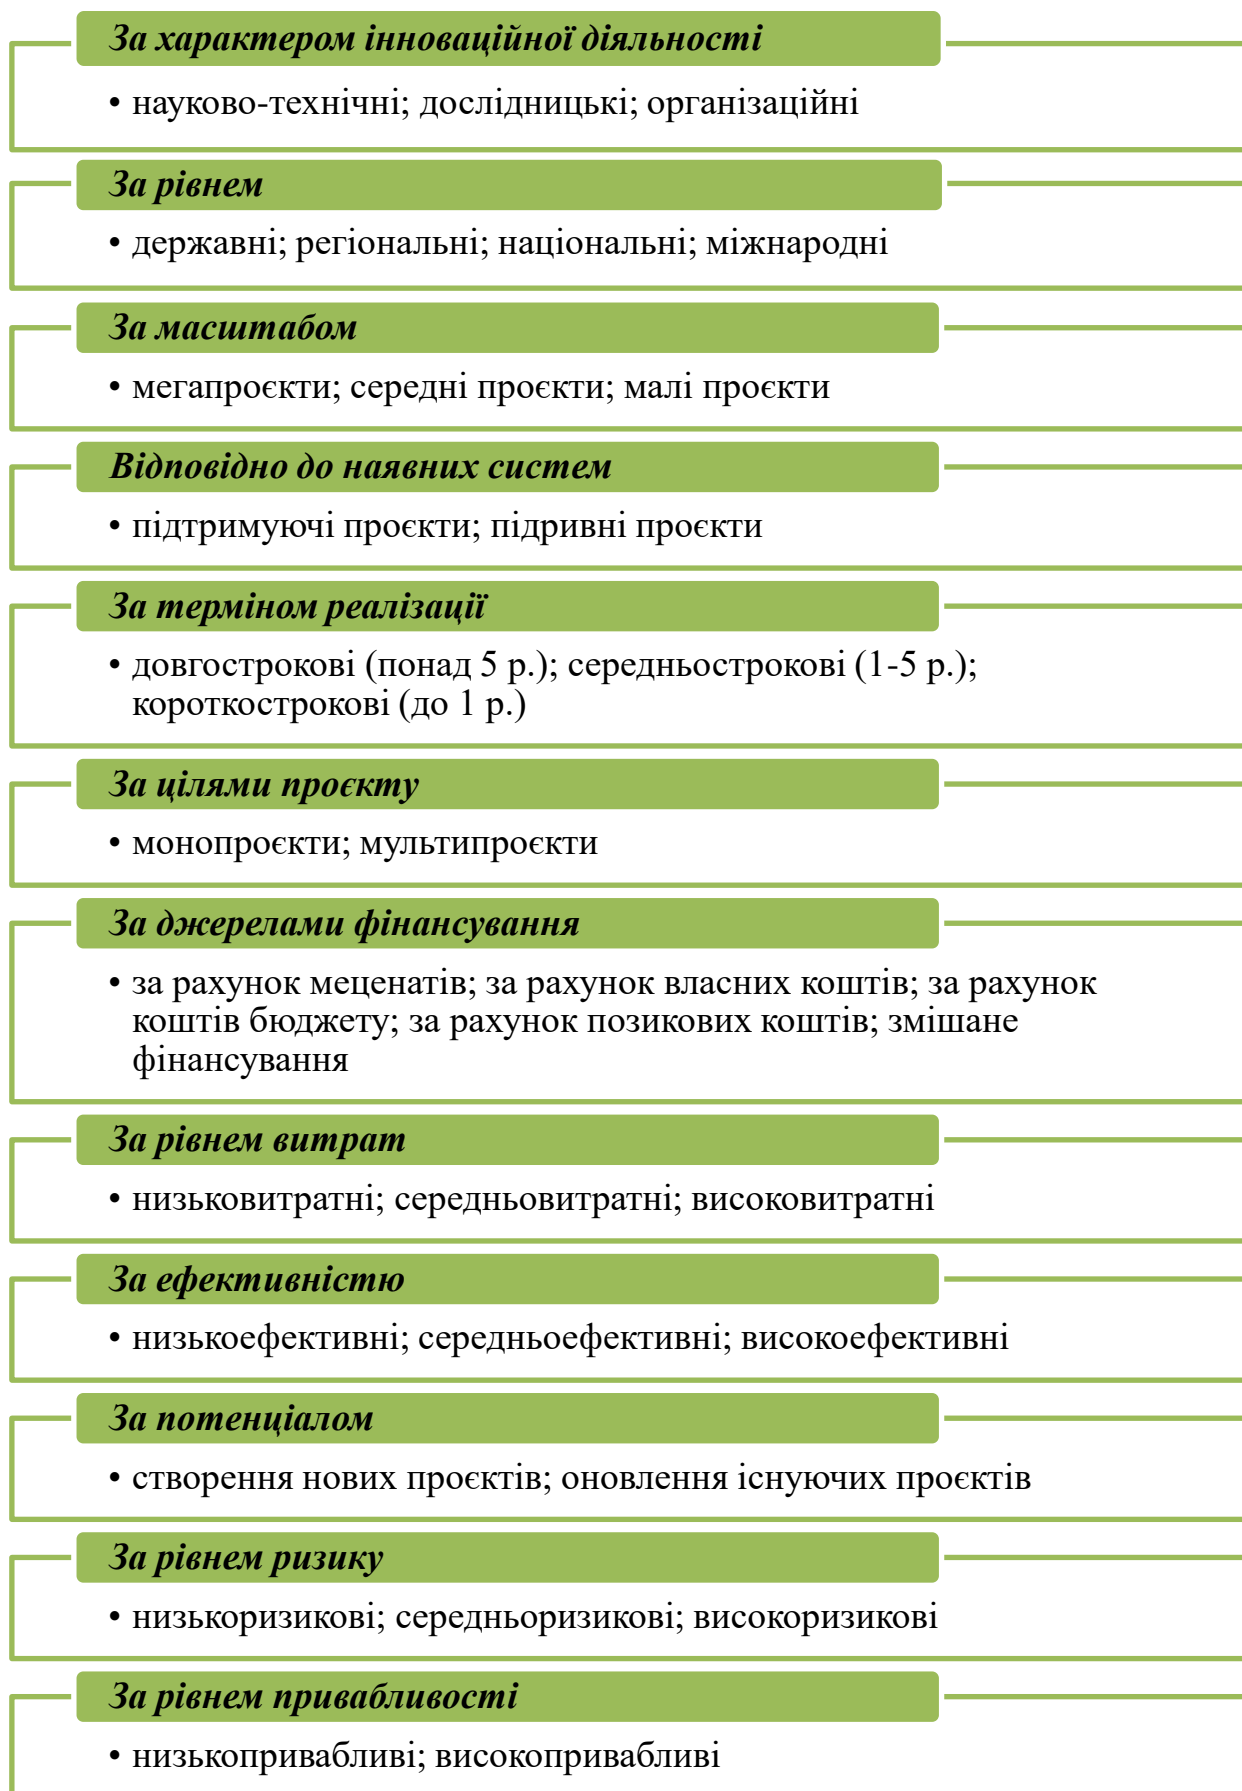 За характером інноваційної діяльності
• науково-технічні; дослідницькі; організаційні
За рівнем
• державні; регіональні; національні; міжнародні
За масштабом
• мегапроєкти; середні проєкти; малі проєкти
Відповідно до наявних систем
• підтримуючі проєкти; підривні проєкти
За терміном реалізації
• довгострокові (понад 5 р.); середньострокові (1-5 р.);
короткострокові (до 1 р.)
За цілями проєкту
• монопроєкти; мультипроєкти
За джерелами фінансування
• за рахунок меценатів; за рахунок власних коштів; за рахунок
коштів бюджету; за рахунок позикових коштів; змішане
фінансування
За рівнем витрат
• низьковитратні; середньовитратні; високовитратні
За ефективністю
• низькоефективні; середньоефективні; високоефективні
За потенціалом
• створення нових проєктів; оновлення існуючих проєктів
За рівнем ризику
• низькоризикові; середньоризикові; високоризикові
За рівнем привабливості
• низькопривабливі; високопривабливі